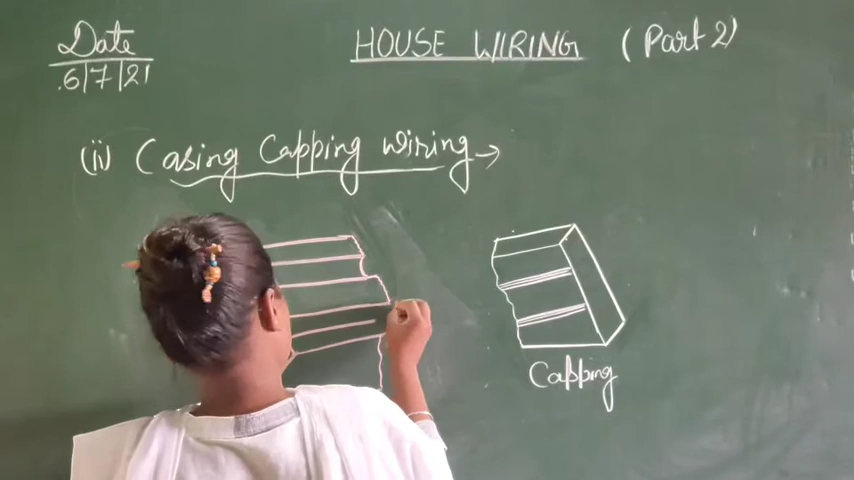 Date
6/7/21
HOUSE WIRING (Part 2)
(ii) Casing Capping wiring →
Capping